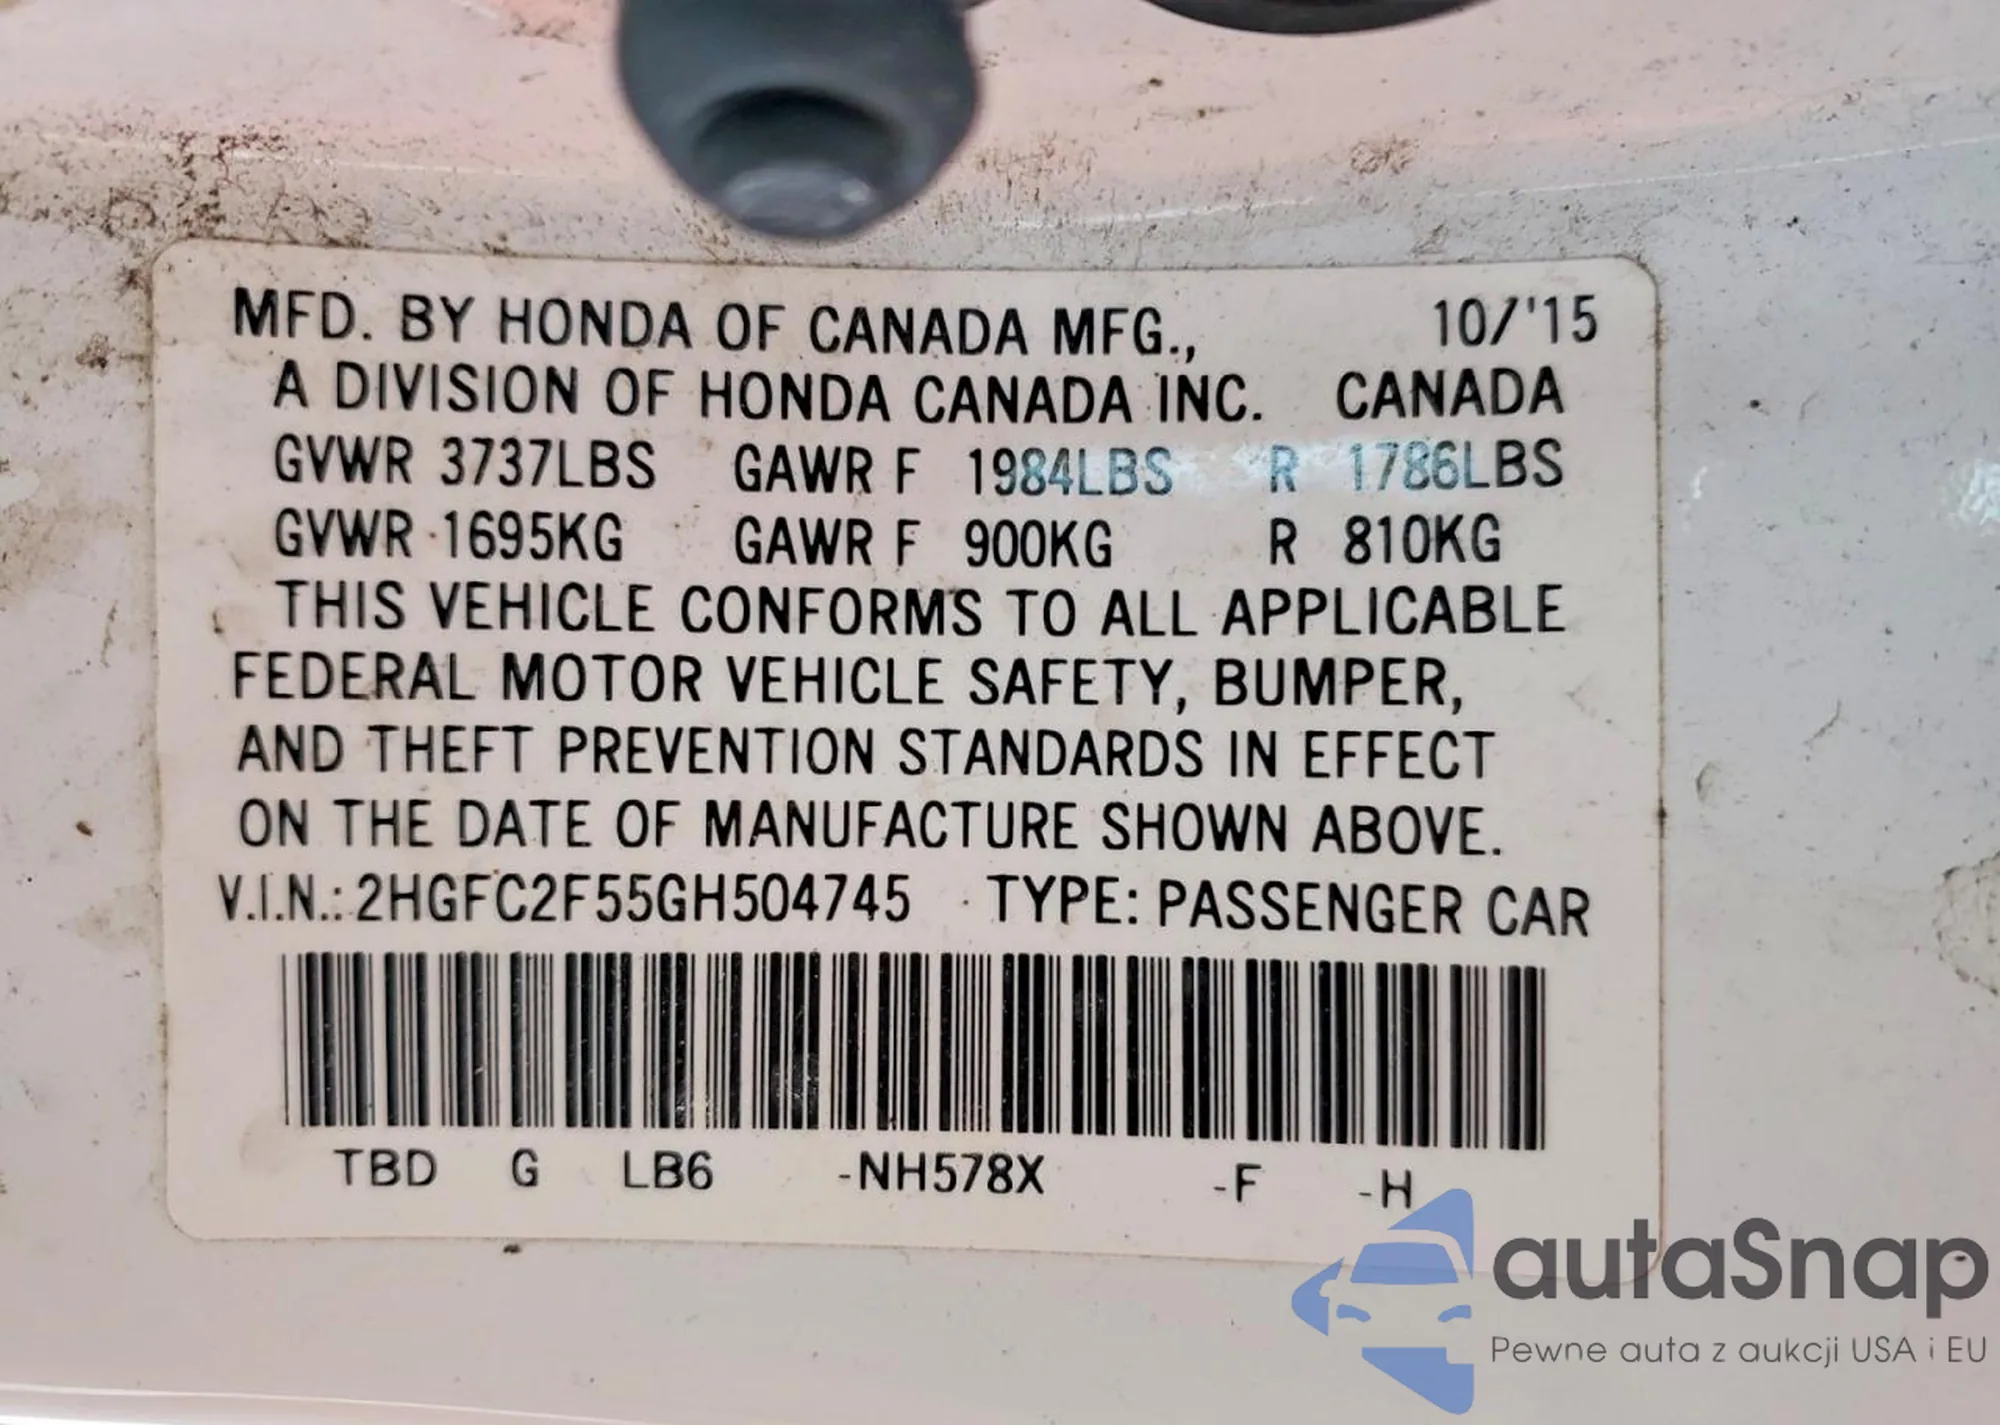 MFD. BY HONDA OF CANADA MFG., 10/'15
A DIVISION OF HONDA CANADA INC. CANADA
GVWR 3737LBS GAWR F 1984LBS R 1786LBS
GVWR 1695KG GAWR F 900KG R 810KG
THIS VEHICLE CONFORMS TO ALL APPLICABLE
FEDERAL MOTOR VEHICLE SAFETY, BUMPER,
AND THEFT PREVENTION STANDARDS IN EFFECT
ON THE DATE OF MANUFACTURE SHOWN ABOVE.
V.I.N.: 2HGFC2F55GH504745 TYPE: PASSENGER CAR
TBD G LB6 -NH578X -F -H
autaSnap
Pewne auta z aukcji USA i EU